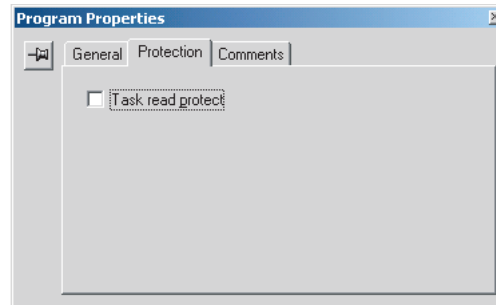 Program Properties
General Protection Comments
Task read protect